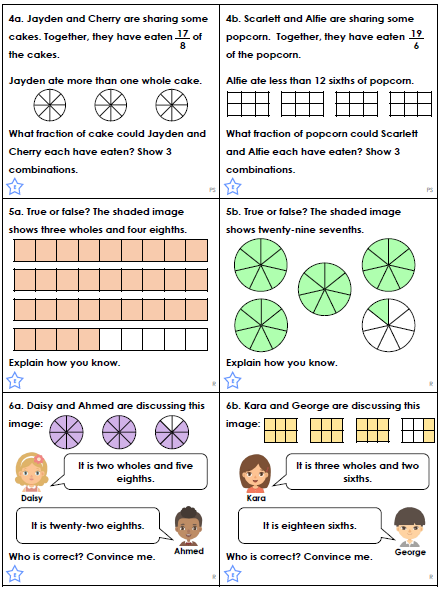 4a. Jayden and Cherry are sharing some
cakes. Together, they have eaten 17/8 of
the cakes.
Jayden ate more than one whole cake.
What fraction of cake could Jayden and
Cherry each have eaten? Show 3
combinations.
PS
4b. Scarlett and Alfie are sharing some
popcorn. Together, they have eaten 19/6
of the popcorn.
Alfie ate less than 12 sixths of popcorn.
What fraction of popcorn could Scarlett
and Alfie each have eaten? Show 3
combinations.
PS
5a. True or false? The shaded image
shows three wholes and four eighths.
Explain how you know.
R
5b. True or false? The shaded image
shows twenty-nine sevenths.
Explain how you know.
R
6a. Daisy and Ahmed are discussing this
image:
It is two wholes and five
eighths.
Daisy
It is twenty-two eighths.
Ahmed
Who is correct? Convince me.
R
6b. Kara and George are discussing this
image:
It is three wholes and two
sixths.
Kara
It is eighteen sixths.
George
Who is correct? Convince me.
R